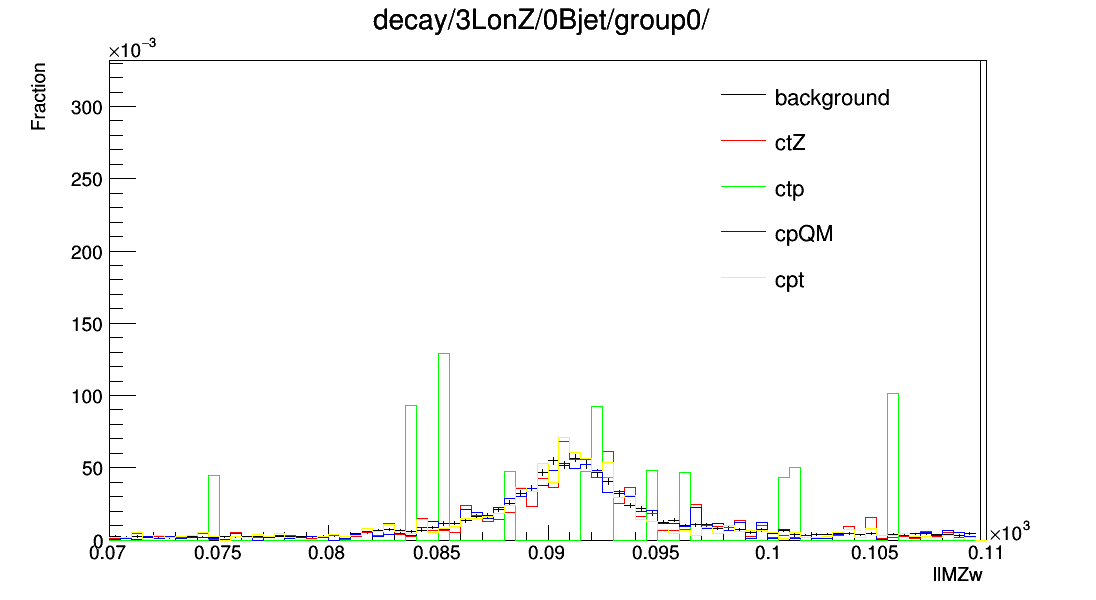 decay/3LonZ/0Bjet/group0/
×10⁻³
Fraction
300
250
200
150
100
50
0
background
ctZ
ctp
cpQM
cpt
0.07
0.075
0.08
0.085
0.09
0.095
0.1
0.105
0.11
×10³
llMZw